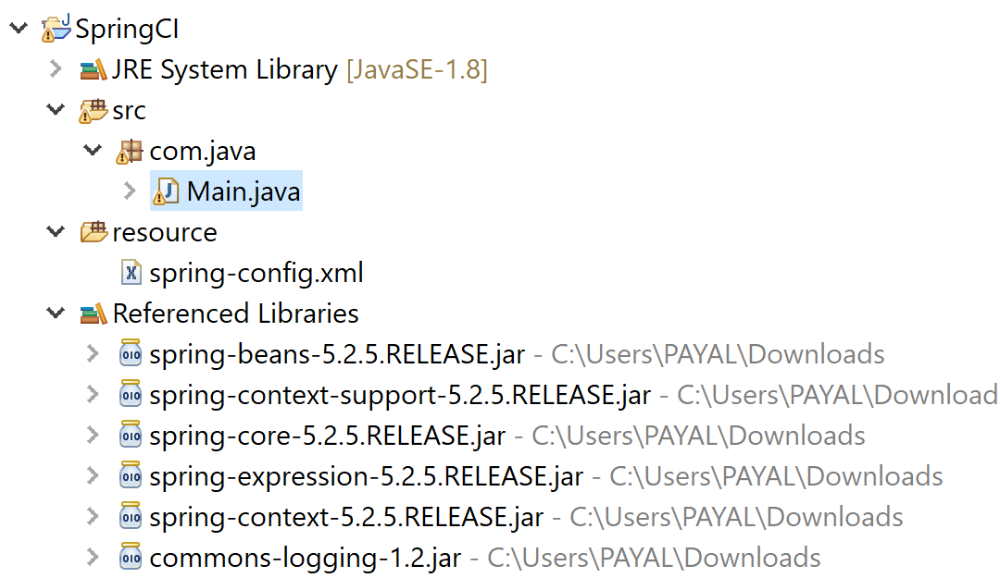 SpringCI
JRE System Library [JavaSE-1.8]
src
com.java
Main.java
resource
spring-config.xml
Referenced Libraries
spring-beans-5.2.5.RELEASE.jar - C:\Users\PAYAL\Downloads
spring-context-support-5.2.5.RELEASE.jar - C:\Users\PAYAL\Download
spring-core-5.2.5.RELEASE.jar - C:\Users\PAYAL\Downloads
spring-expression-5.2.5.RELEASE.jar - C:\Users\PAYAL\Downloads
spring-context-5.2.5.RELEASE.jar - C:\Users\PAYAL\Downloads
commons-logging-1.2.jar - C:\Users\PAYAL\Downloads